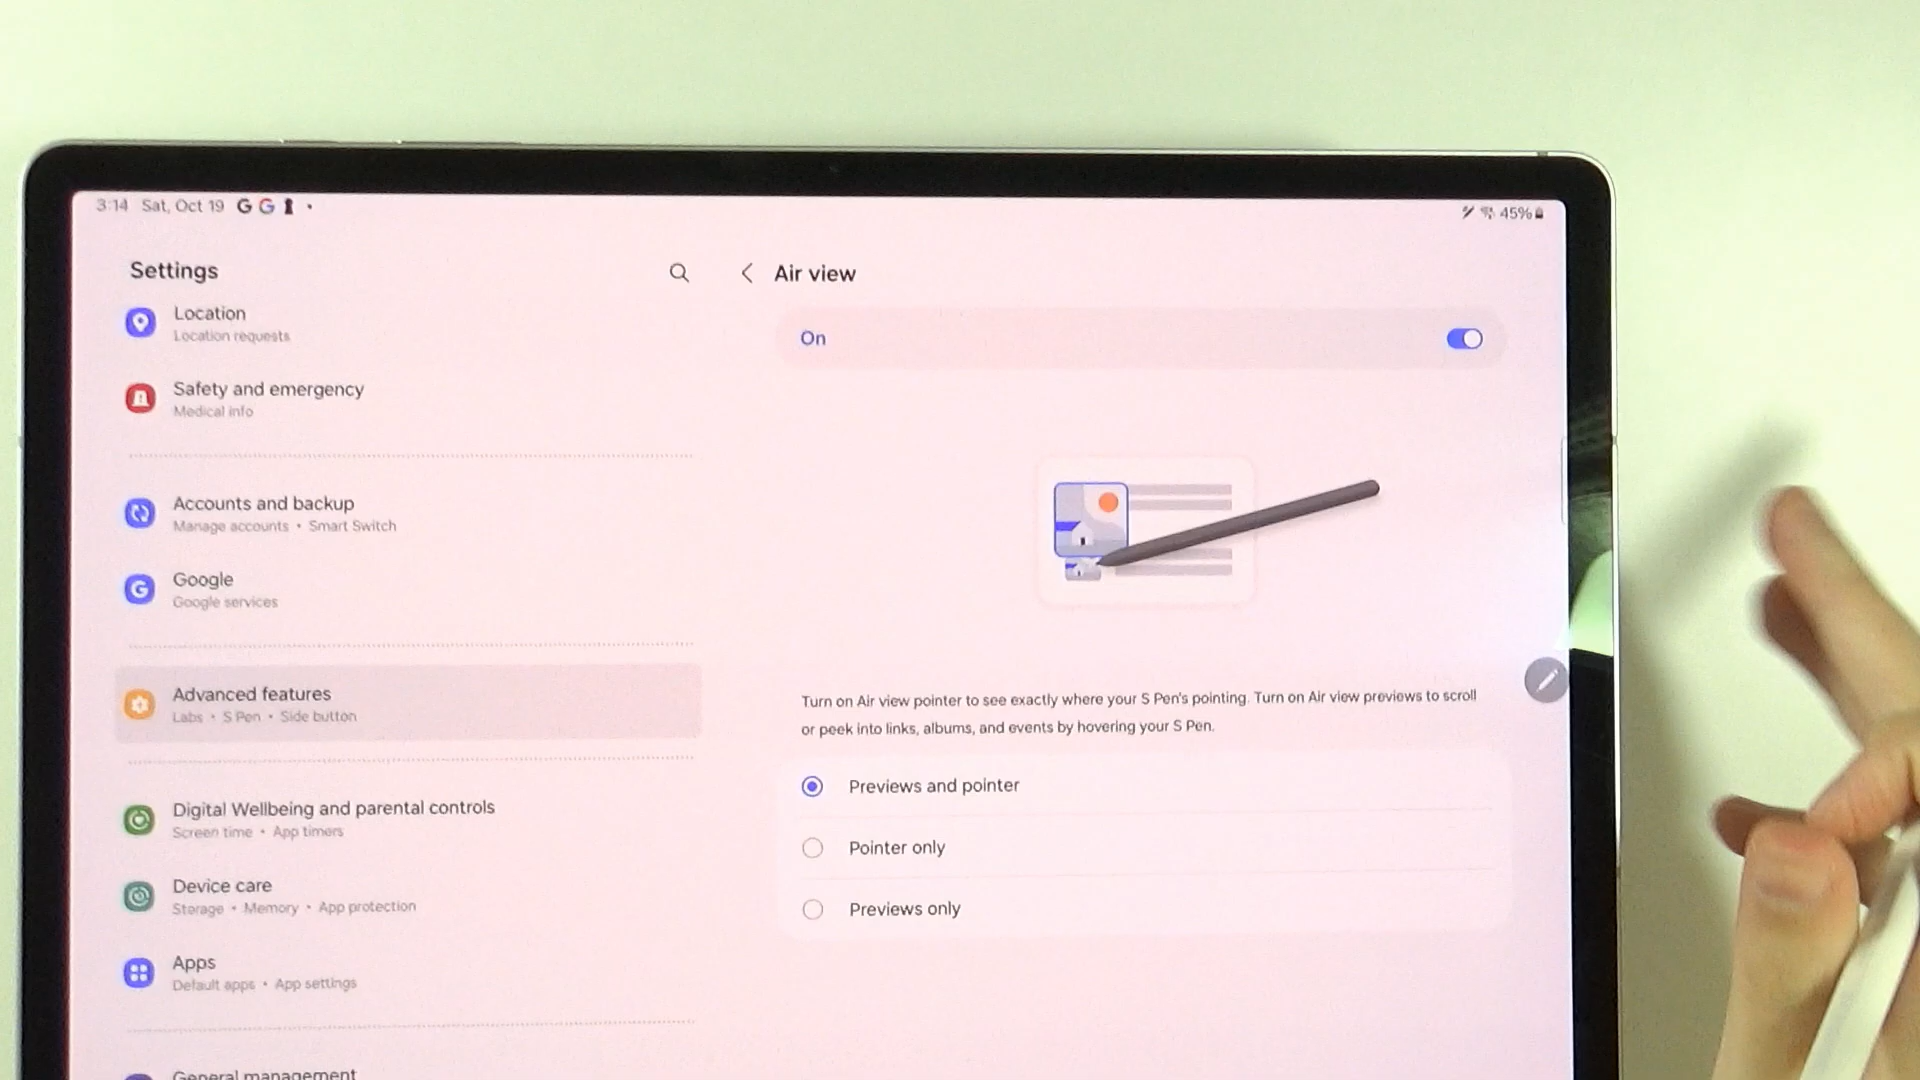 3:14 Sat, Oct 19 G G
45%
Settings
Location
Location requests
Safety and emergency
Medical info
Accounts and backup
Manage accounts • Smart Switch
G
Google
Google services
Advanced features
Labs • S Pen • Side button
Digital Wellbeing and parental controls
Screen time • App timers
Device care
Storage • Memory • App protection
Apps
Default apps • App settings
General management
Air view
On
Turn on Air view pointer to see exactly where your S Pen's pointing. Turn on Air view previews to scroll
or peek into links, albums, and events by hovering your S Pen.
Previews and pointer
Pointer only
Previews only